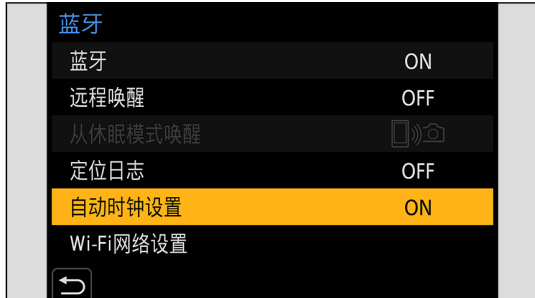 蓝牙
蓝牙 ON
远程唤醒 OFF
从休眠模式唤醒
定位日志 OFF
自动时钟设置 ON
Wi-Fi网络设置